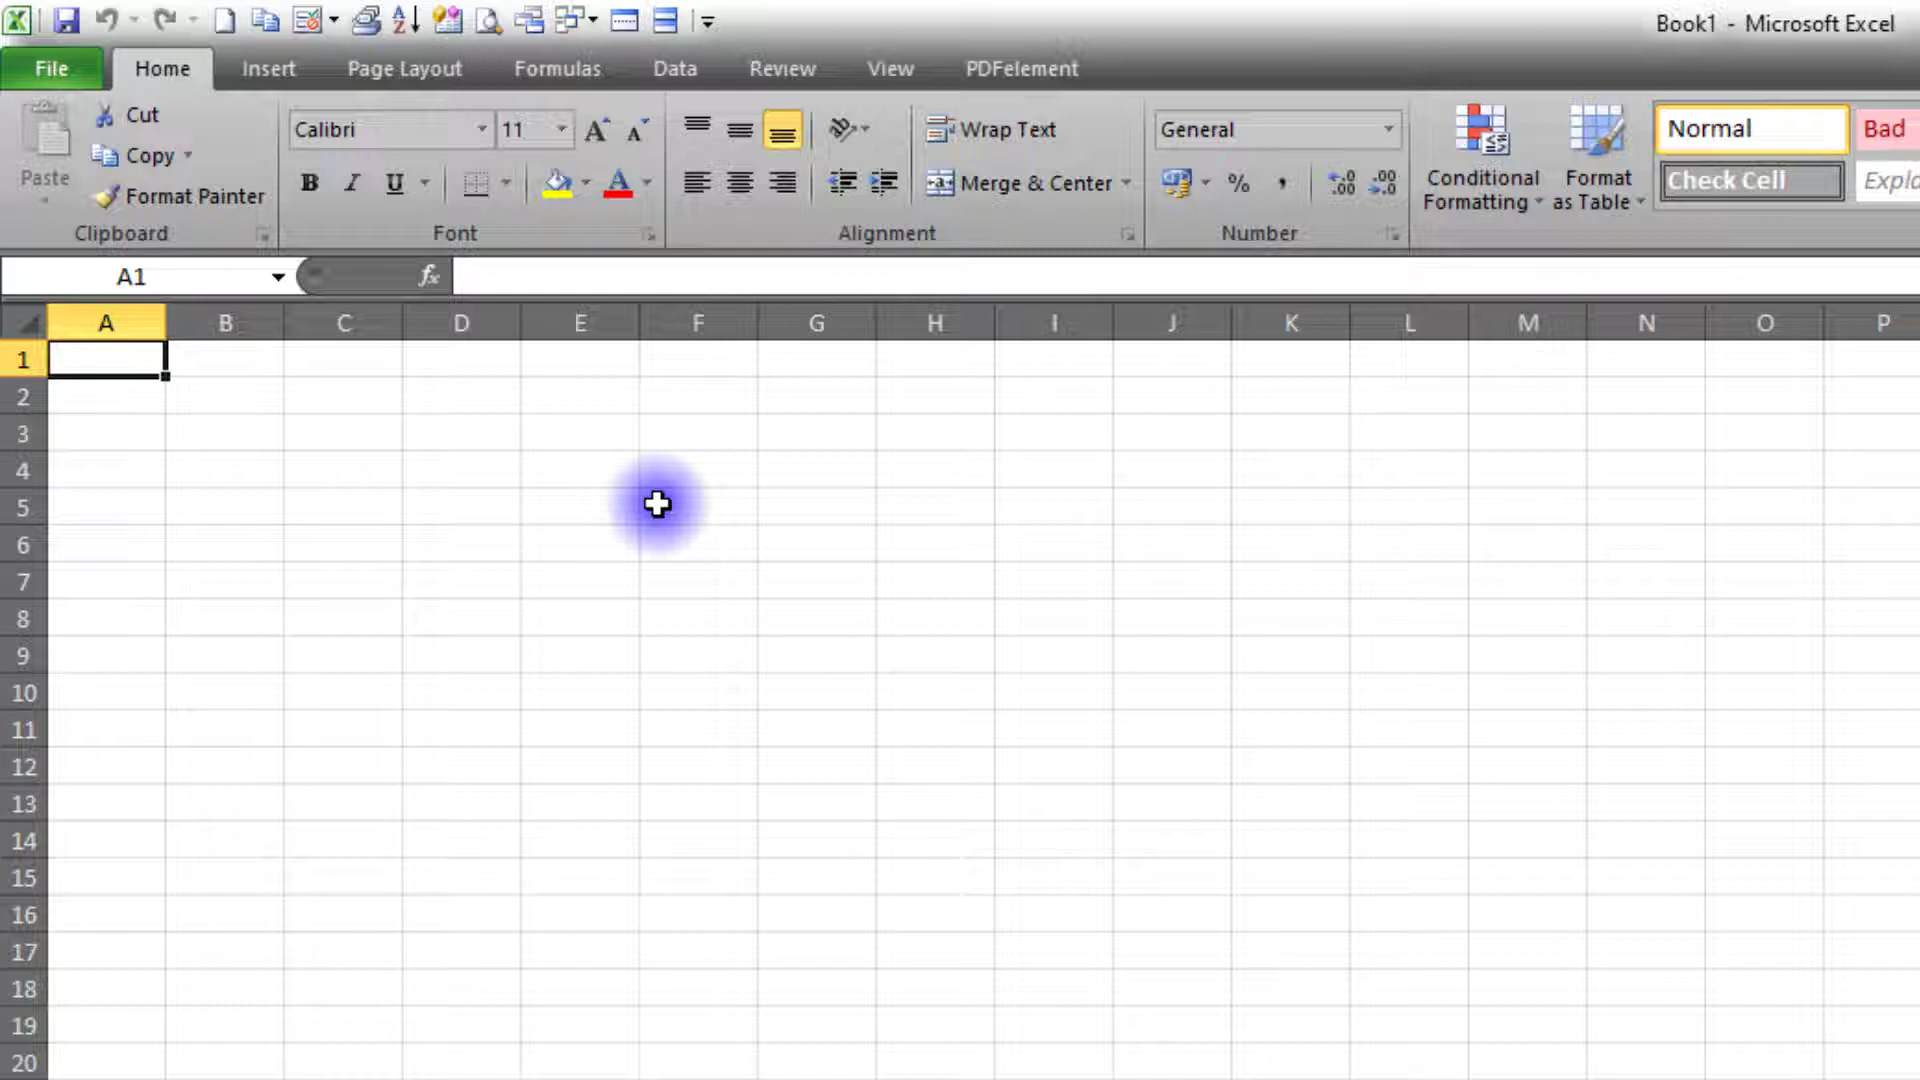 Book1 - Microsoft Excel
File Home Insert Page Layout Formulas Data Review View PDFelement
Paste
Cut
Copy
Format Painter
Clipboard
Calibri 11
B I U A
Font
Wrap Text
Merge & Center
Alignment
General
% ,
Number
Conditional Formatting
Format as Table
Normal Bad
Check Cell
A1 fx
A B C D E F G H I J K L M N O P
1
2
3
4
5
6
7
8
9
10
11
12
13
14
15
16
17
18
19
20